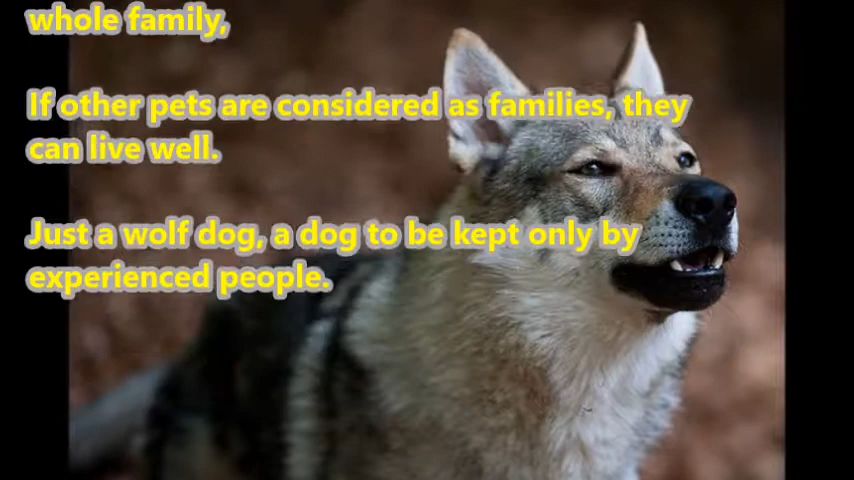 whole family,
If other pets are considered as families, they
can live well.
Just a wolf dog, a dog to be kept only by
experienced people.